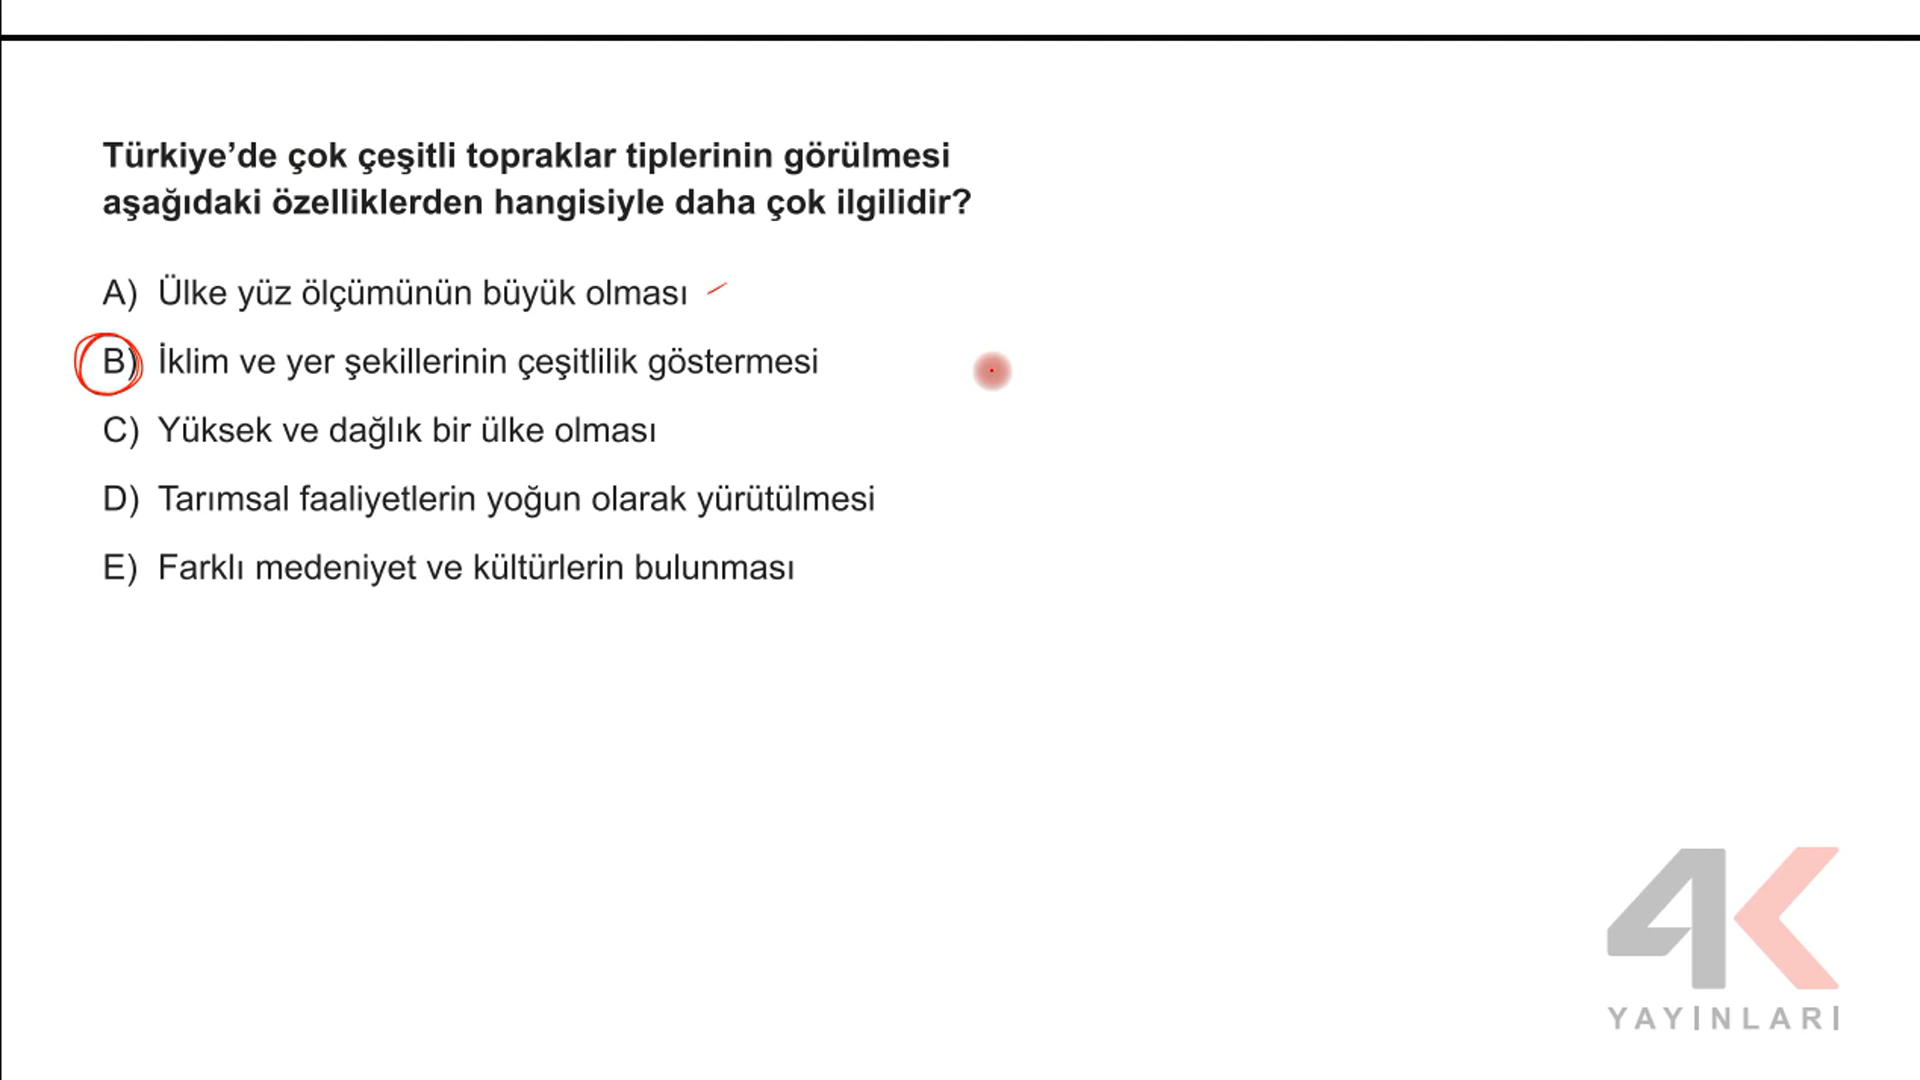 Türkiye’de çok çeşitli topraklar tiplerinin görülmesi
aşağıdaki özelliklerden hangisiyle daha çok ilgilidir?
A) Ülke yüz ölçümünün büyük olması
B) İklim ve yer şekillerinin çeşitlilik göstermesi
C) Yüksek ve dağlık bir ülke olması
D) Tarımsal faaliyetlerin yoğun olarak yürütülmesi
E) Farklı medeniyet ve kültürlerin bulunması
4K
YAYINLARI